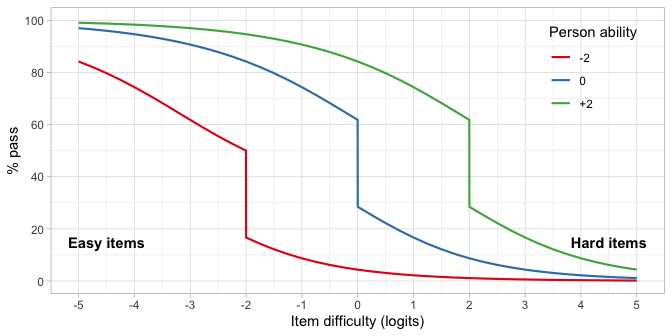 Person ability
-2
0
+2
% pass
100
80
60
40
20
0
Easy items
Hard items
-5 -4 -3 -2 -1 0 1 2 3 4 5
Item difficulty (logits)